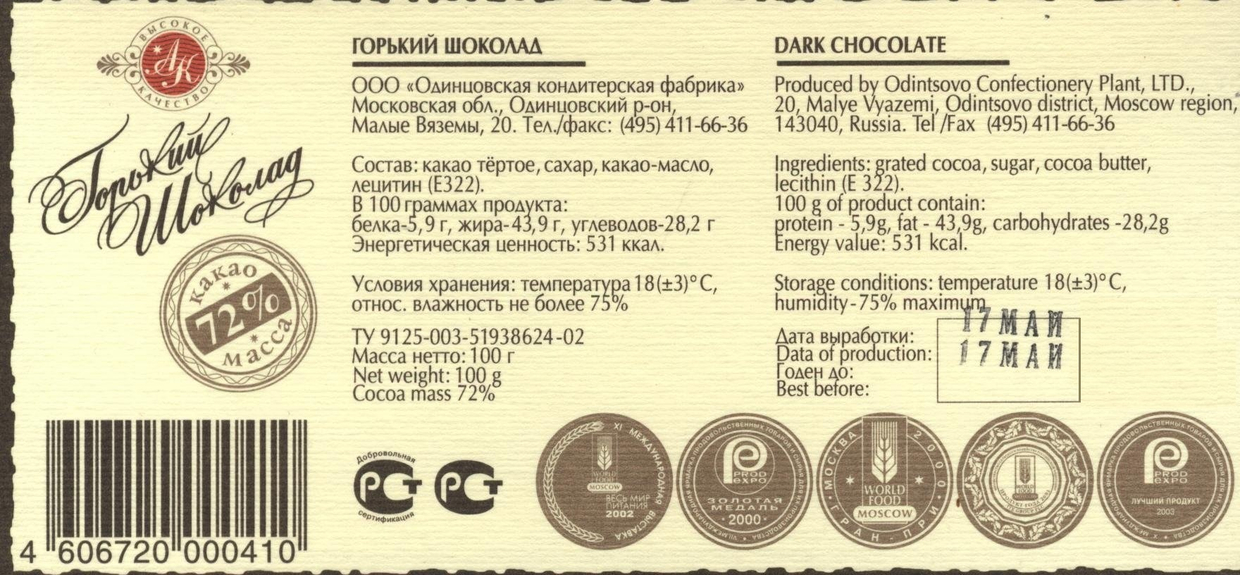 ВЫСОКОЕ
АК
КАЧЕСТВО
Горький
Шоколад
какао
72%
масса
4 606720 000410
ГОРЬКИЙ ШОКОЛАД
ООО «Одинцовская кондитерская фабрика»
Московская обл., Одинцовский р-он,
Малые Вяземы, 20. Тел./факс: (495) 411-66-36
Состав: какао тёртое, сахар, какао-масло,
лецитин (Е322).
В 100 граммах продукта:
белка-5,9 г, жира-43,9 г, углеводов-28,2 г
Энергетическая ценность: 531 ккал.
Условия хранения: температура 18(±3)°С,
относ. влажность не более 75%
ТУ 9125-003-51938624-02
Масса нетто: 100 г
Net weight: 100 g
Cocoa mass 72%
DARK CHOCOLATE
Produced by Odintsovo Confectionery Plant, LTD.,
20, Malye Vyazemi, Odintsovo district, Moscow region,
143040, Russia. Tel /Fax (495) 411-66-36
Ingredients: grated cocoa, sugar, cocoa butter,
lecithin (E 322).
100 g of product contain:
protein - 5,9g, fat - 43,9g, carbohydrates -28,2g
Energy value: 531 kcal.
Storage conditions: temperature 18(±3)°C,
humidity-75% maximum
Дата выработки:
Data of production:
Годен до:
Best before:
17 МАЙ
17 МАЙ
Добровольная
РСТ
сертификация
РСТ
XI МЕЖДУНАРОДНАЯ ВЫСТАВКА
WORLD
FOOD
MOSCOW
ВЕСЬ МИР
ПИТАНИЯ
2002
PROD
EXPO
ЗОЛОТАЯ
МЕДАЛЬ
·2000·
МОСКВА 2000
WORLD
FOOD
MOSCOW
ГРАН-ПРИ
PROD
EXPO
ЛУЧШИЙ ПРОДУКТ
2003